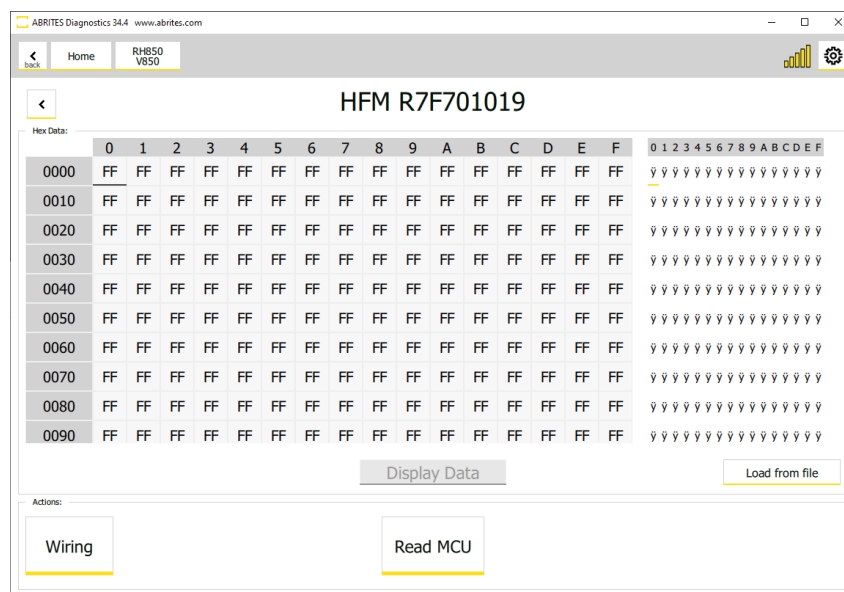 ABRITES Diagnostics 34.4 www.abrites.com
back
Home
RH850
V850
HFM R7F701019
Hex Data:
0 1 2 3 4 5 6 7 8 9 A B C D E F 0 1 2 3 4 5 6 7 8 9 A B C D E F
0000 FF FF FF FF FF FF FF FF FF FF FF FF FF FF FF FF ÿ ÿ ÿ ÿ ÿ ÿ ÿ ÿ ÿ ÿ ÿ ÿ ÿ ÿ ÿ ÿ
0010 FF FF FF FF FF FF FF FF FF FF FF FF FF FF FF FF ÿ ÿ ÿ ÿ ÿ ÿ ÿ ÿ ÿ ÿ ÿ ÿ ÿ ÿ ÿ ÿ
0020 FF FF FF FF FF FF FF FF FF FF FF FF FF FF FF FF ÿ ÿ ÿ ÿ ÿ ÿ ÿ ÿ ÿ ÿ ÿ ÿ ÿ ÿ ÿ ÿ
0030 FF FF FF FF FF FF FF FF FF FF FF FF FF FF FF FF ÿ ÿ ÿ ÿ ÿ ÿ ÿ ÿ ÿ ÿ ÿ ÿ ÿ ÿ ÿ ÿ
0040 FF FF FF FF FF FF FF FF FF FF FF FF FF FF FF FF ÿ ÿ ÿ ÿ ÿ ÿ ÿ ÿ ÿ ÿ ÿ ÿ ÿ ÿ ÿ ÿ
0050 FF FF FF FF FF FF FF FF FF FF FF FF FF FF FF FF ÿ ÿ ÿ ÿ ÿ ÿ ÿ ÿ ÿ ÿ ÿ ÿ ÿ ÿ ÿ ÿ
0060 FF FF FF FF FF FF FF FF FF FF FF FF FF FF FF FF ÿ ÿ ÿ ÿ ÿ ÿ ÿ ÿ ÿ ÿ ÿ ÿ ÿ ÿ ÿ ÿ
0070 FF FF FF FF FF FF FF FF FF FF FF FF FF FF FF FF ÿ ÿ ÿ ÿ ÿ ÿ ÿ ÿ ÿ ÿ ÿ ÿ ÿ ÿ ÿ ÿ
0080 FF FF FF FF FF FF FF FF FF FF FF FF FF FF FF FF ÿ ÿ ÿ ÿ ÿ ÿ ÿ ÿ ÿ ÿ ÿ ÿ ÿ ÿ ÿ ÿ
0090 FF FF FF FF FF FF FF FF FF FF FF FF FF FF FF FF ÿ ÿ ÿ ÿ ÿ ÿ ÿ ÿ ÿ ÿ ÿ ÿ ÿ ÿ ÿ ÿ
Display Data
Load from file
Actions:
Wiring
Read MCU